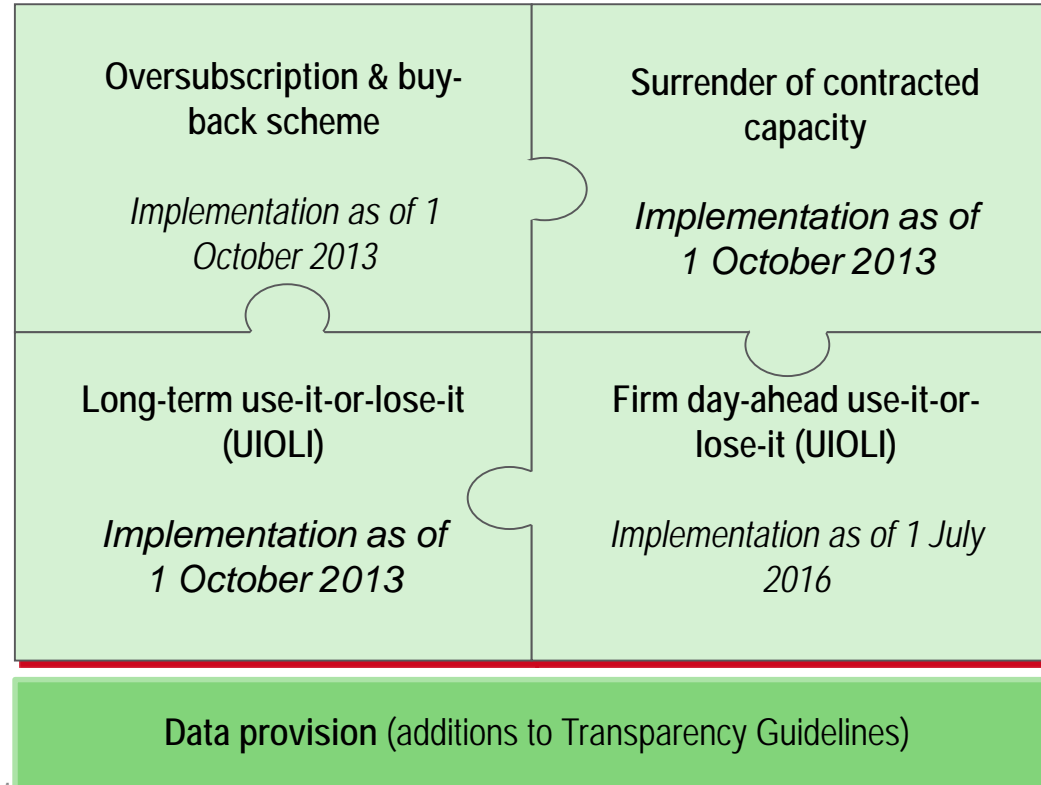 Oversubscription & buy-
back scheme
Implementation as of 1
October 2013
Surrender of contracted
capacity
Implementation as of
1 October 2013
Long-term use-it-or-lose-it
(UIOLI)
Implementation as of
1 October 2013
Firm day-ahead use-it-or-
lose-it (UIOLI)
Implementation as of 1 July
2016
Data provision (additions to Transparency Guidelines)